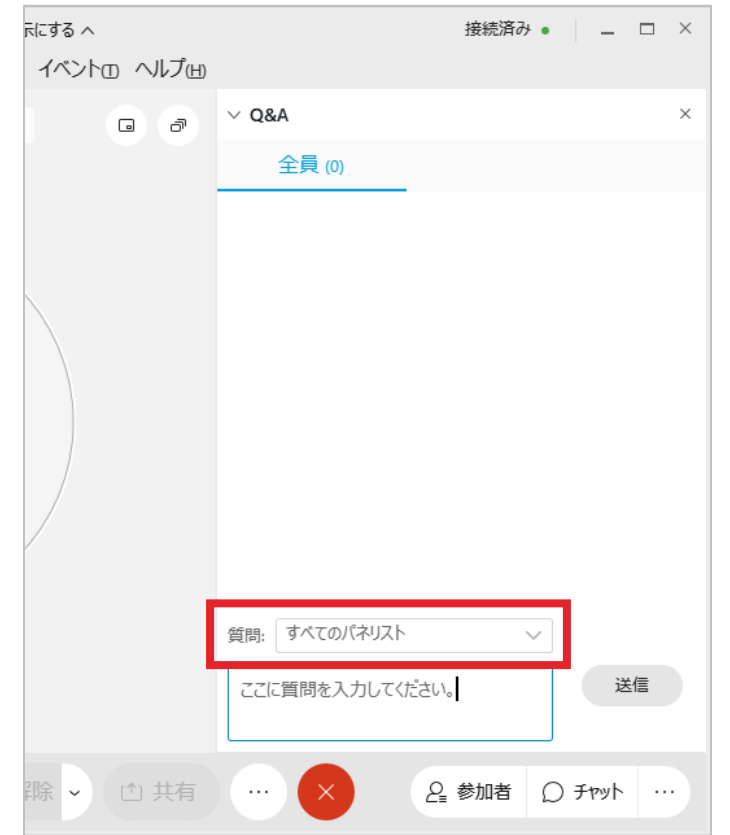 示にする 接続済み
イベント(T) ヘルプ(H)
Q&A
全員 (0)
質問: すべてのパネリスト
ここに質問を入力してください。
送信
解除 共有 ... 参加者 チャット ...